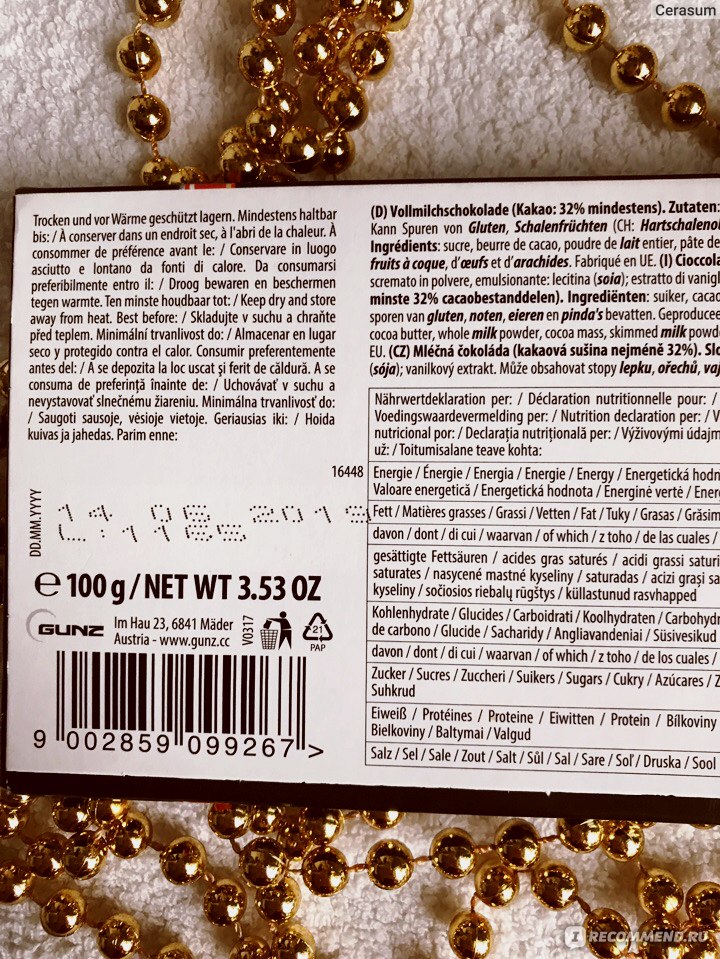 Cerasum
Trocken und vor Wärme geschützt lagern. Mindestens haltbar
bis: / À conserver dans un endroit sec, à l'abri de la chaleur. À
consommer de préférence avant le: / Conservare in luogo
asciutto e lontano da fonti di calore. Da consumarsi
preferibilmente entro il: / Droog bewaren en beschermen
tegen warmte. Ten minste houdbaar tot: / Keep dry and store
away from heat. Best before: / Skladujte v suchu a chraňte
před teplem. Minimální trvanlivost do: / Almacenar en lugar
seco y protegido contra el calor. Consumir preferentemente
antes del: / A se depozita la loc uscat şi ferit de căldură. A se
consuma de preferinţă înainte de: / Uchovávať v suchu a
nevystavovať slnečnému žiareniu. Minimálna trvanlivosť do:
/ Saugoti sausoje, vėsioje vietoje. Geriausias iki: / Hoida
kuivas ja jahedas. Parim enne:
16448
DD.MM.YYYY
14.05.2019
L:1165
℮ 100 g / NET WT 3.53 OZ
GUNZ
Im Hau 23, 6841 Mäder
Austria - www.gunz.cc
V0317
21
PAP
9 002859 099267 >
(D) Vollmilchschokolade (Kakao: 32% mindestens). Zutaten:
Kann Spuren von Gluten, Schalenfrüchten (CH: Hartschalenob
Ingrédients: sucre, beurre de cacao, poudre de lait entier, pâte de
fruits à coque, d'œufs et d'arachides. Fabriqué en UE. (I) Cioccola
scremato in polvere, emulsionante: lecitina (soia); estratto di vanigl
minste 32% cacaobestanddelen). Ingrediënten: suiker, cacao
sporen van gluten, noten, eieren en pinda's bevatten. Geproducee
cocoa butter, whole milk powder, cocoa mass, skimmed milk powd
EU. (CZ) Mléčná čokoláda (kakaová sušina nejméně 32%). Slo
(sója); vanilkový extrakt. Může obsahovat stopy lepku, ořechů, vaj
Nährwertdeklaration per: / Déclaration nutritionnelle pour: /
Voedingswaardevermelding per: / Nutrition declaration per: / V
nutricional por: / Declaraţia nutriţională per: / Výživovými údajm
už: / Toitumisalane teave kohta:
Energie / Énergie / Energia / Energie / Energy / Energetická hodn
Valoare energetică / Energetická hodnota / Energinė vertė / Ener
Fett / Matières grasses / Grassi / Vetten / Fat / Tuky / Grasas / Grăsim
davon / dont / di cui / waarvan / of which / z toho / de las cuales /
gesättigte Fettsäuren / acides gras saturés / acidi grassi saturi
saturates / nasycené mastné kyseliny / saturadas / acizi graşi sa
kyseliny / sočiosios riebalų rūgštys / küllastunud rasvhapped
Kohlenhydrate / Glucides / Carboidrati / Koolhydraten / Carbohyd
de carbono / Glucide / Sacharidy / Angliavandeniai / Süsivesikud
davon / dont / di cui / waarvan / of which / z toho / de los cuales /
Zucker / Sucres / Zuccheri / Suikers / Sugars / Cukry / Azúcares / Z
Suhkrud
Eiweiß / Protéines / Proteine / Eiwitten / Protein / Bílkoviny
Bielkoviny / Baltymai / Valgud
Salz / Sel / Sale / Zout / Salt / Sůl / Sal / Sare / Soľ / Druska / Sool
IRECOMMEND.RU